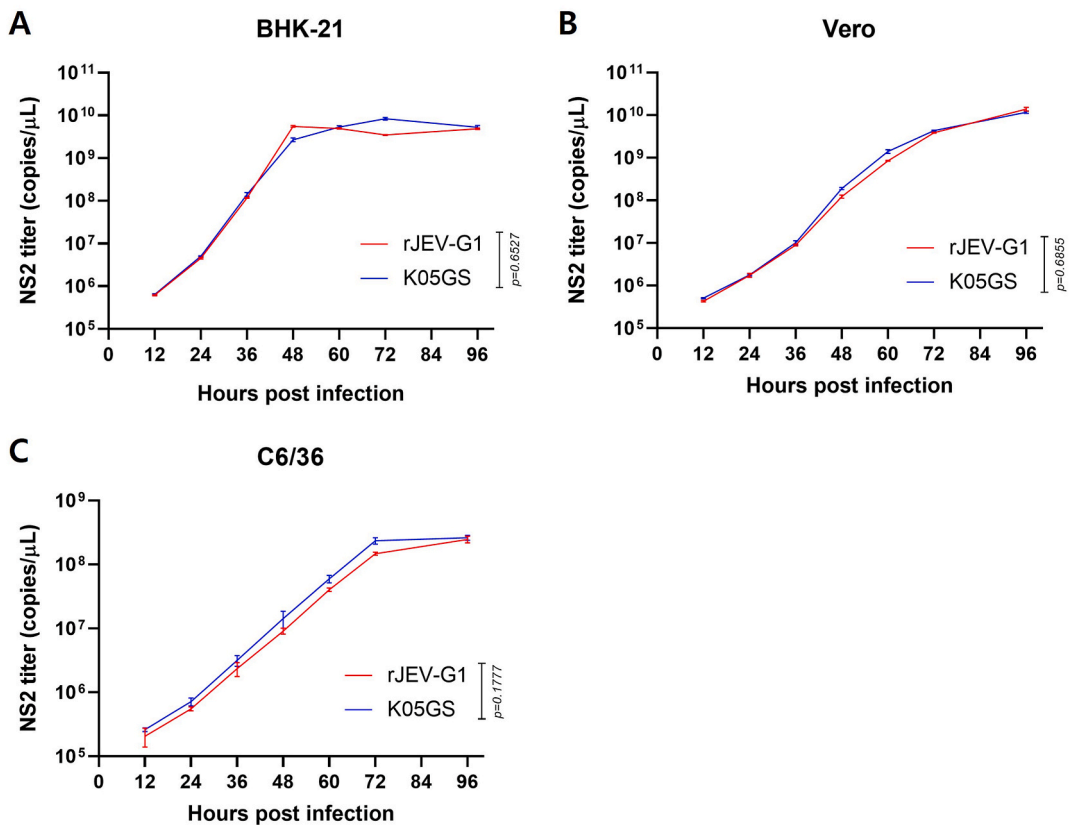 A
BHK-21
NS2 titer (copies/μL)
10¹¹
10¹⁰
10⁹
10⁸
10⁷
10⁶
10⁵
rJEV-G1
K05GS
p=0.6527
0 12 24 36 48 60 72 84 96
Hours post infection
B
Vero
NS2 titer (copies/μL)
10¹¹
10¹⁰
10⁹
10⁸
10⁷
10⁶
10⁵
rJEV-G1
K05GS
p=0.6855
0 12 24 36 48 60 72 84 96
Hours post infection
C
C6/36
NS2 titer (copies/μL)
10⁹
10⁸
10⁷
10⁶
10⁵
rJEV-G1
K05GS
p=0.1777
0 12 24 36 48 60 72 84 96
Hours post infection